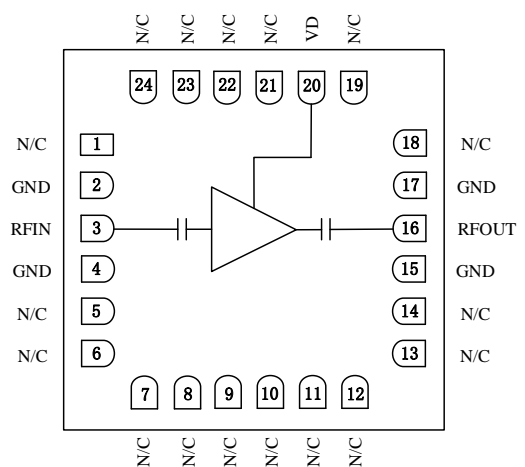 N/C N/C N/C N/C VD N/C
24 23 22 21 20 19
N/C 1 18 N/C
GND 2 17 GND
RFIN 3 16 RFOUT
GND 4 15 GND
N/C 5 14 N/C
N/C 6 13 N/C
7 8 9 10 11 12
N/C N/C N/C N/C N/C N/C